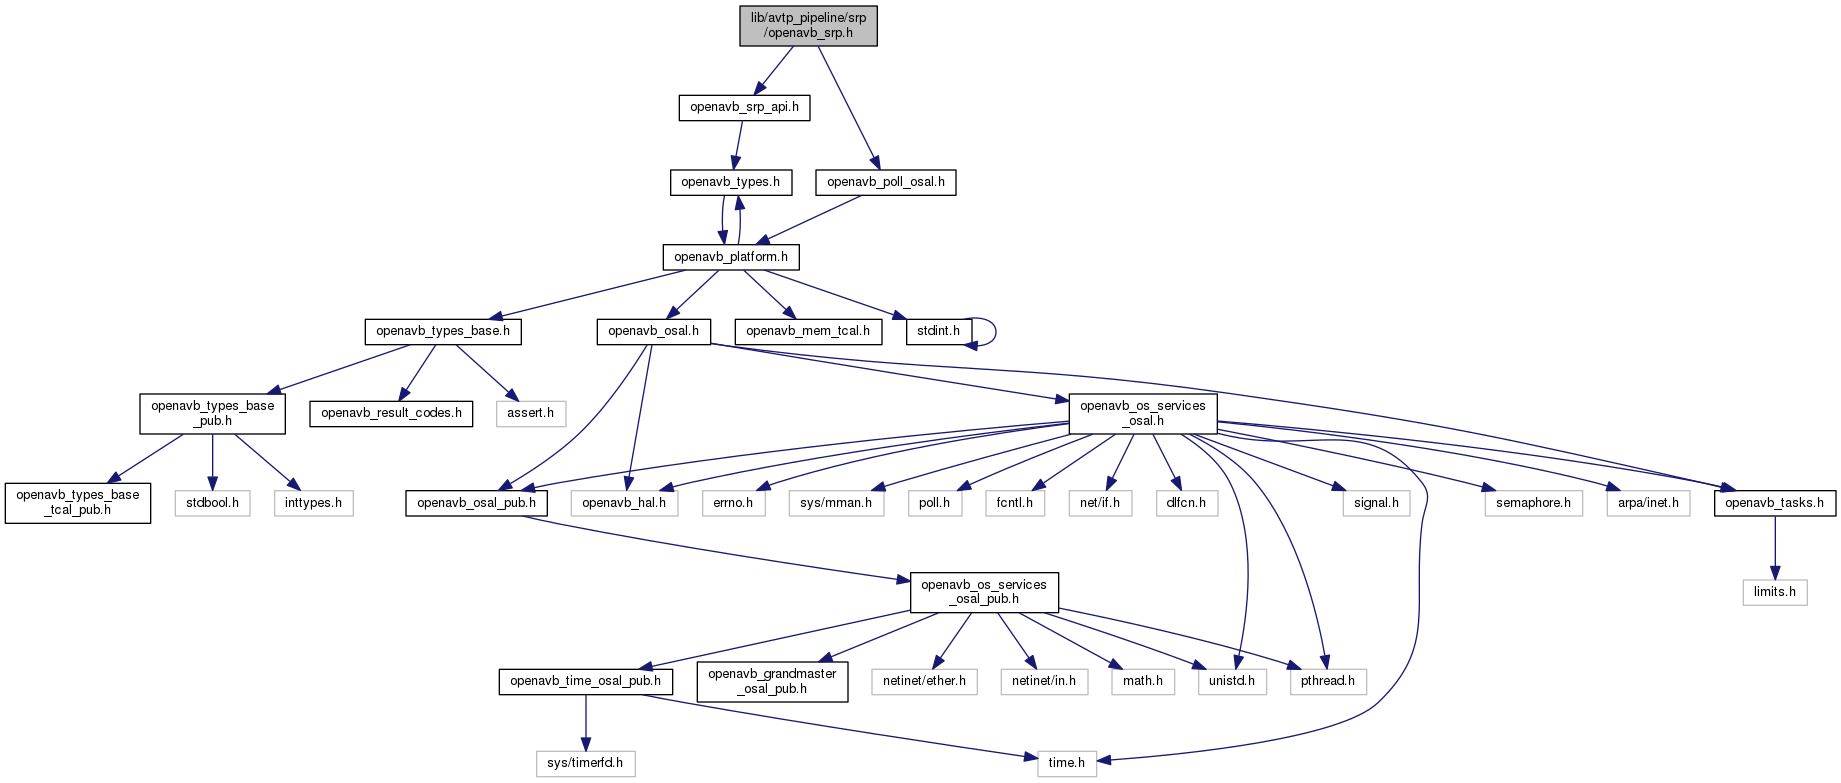 lib/avtp_pipeline/srp
/openavb_srp.h
openavb_srp_api.h
openavb_types.h
openavb_poll_osal.h
openavb_platform.h
openavb_types_base.h
openavb_osal.h
openavb_mem_tcal.h
stdint.h
openavb_types_base
_pub.h
openavb_result_codes.h
assert.h
openavb_os_services
_osal.h
openavb_types_base
_tcal_pub.h
stdbool.h
inttypes.h
openavb_osal_pub.h
openavb_hal.h
errno.h
sys/mman.h
poll.h
fcntl.h
net/if.h
dlfcn.h
signal.h
semaphore.h
arpa/inet.h
openavb_tasks.h
openavb_os_services
_osal_pub.h
limits.h
openavb_time_osal_pub.h
openavb_grandmaster
_osal_pub.h
netinet/ether.h
netinet/in.h
math.h
unistd.h
pthread.h
sys/timerfd.h
time.h